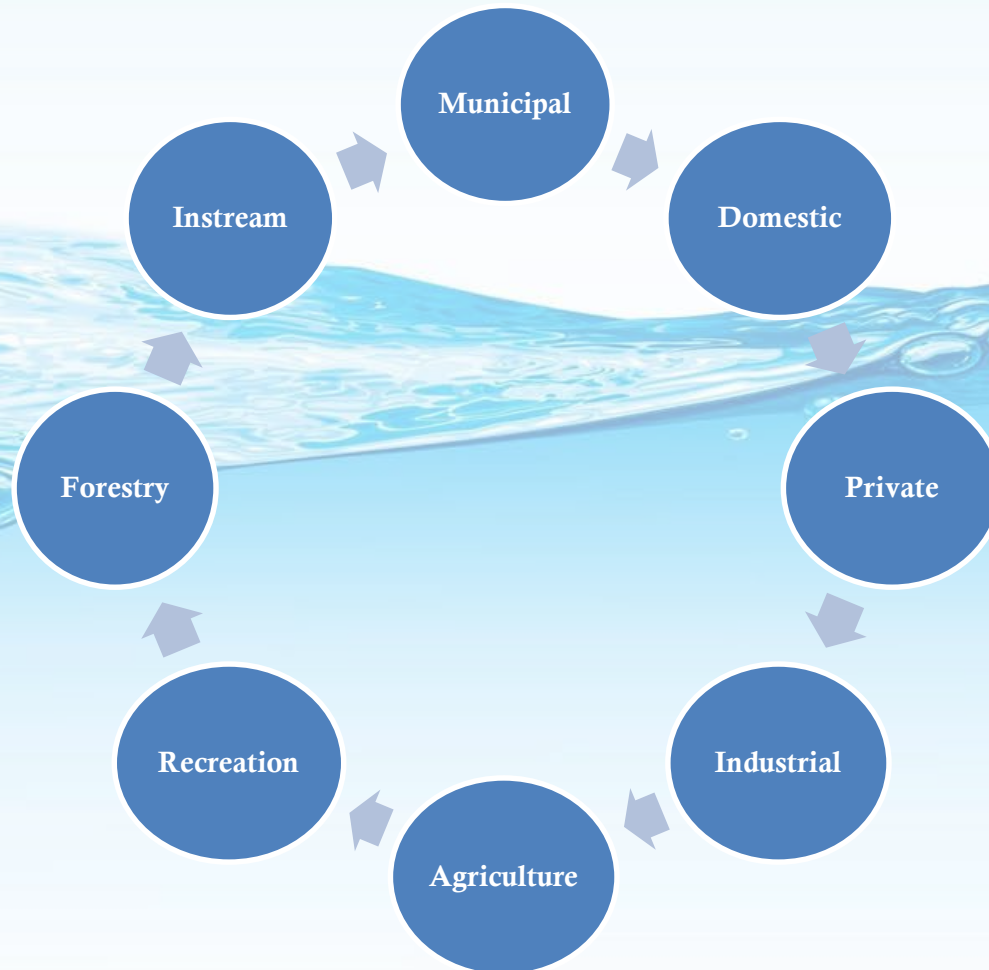 Municipal
Domestic
Private
Industrial
Agriculture
Recreation
Forestry
Instream